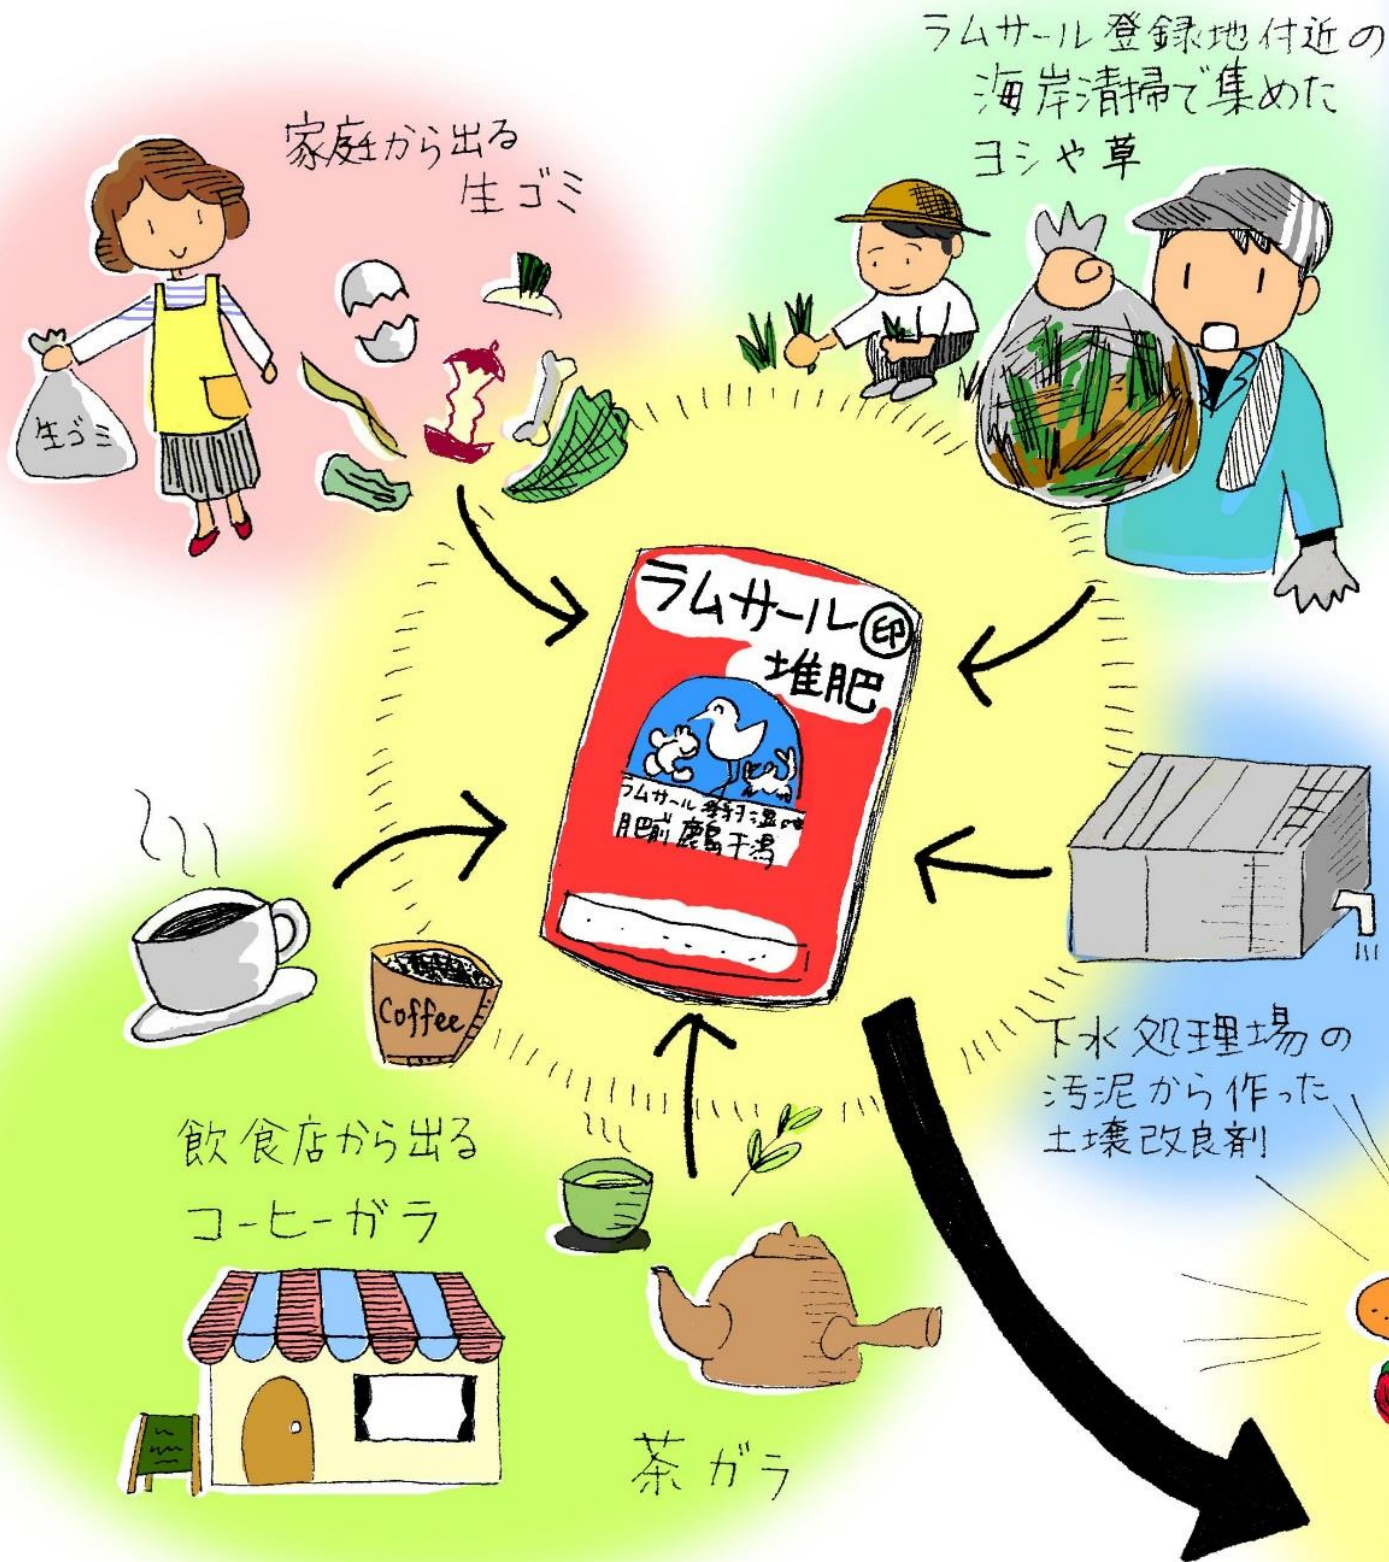 ラムサール登録地付近の
海岸清掃で集めた
ヨシや草
家庭から出る
生ゴミ
生ゴミ
ラムサール㊞
堆肥
ラムサール登録湿地
肥前鹿島干潟
Coffee
下水処理場の
汚泥から作った
土壌改良剤
飲食店から出る
コーヒーガラ
茶ガラ